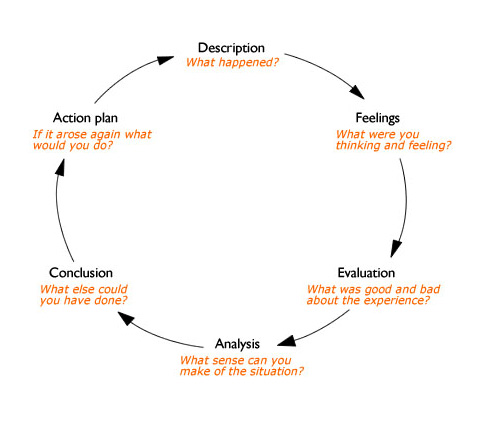 Description
What happened?
Feelings
What were you
thinking and feeling?
Evaluation
What was good and bad
about the experience?
Analysis
What sense can you
make of the situation?
Conclusion
What else could
you have done?
Action plan
If it arose again what
would you do?